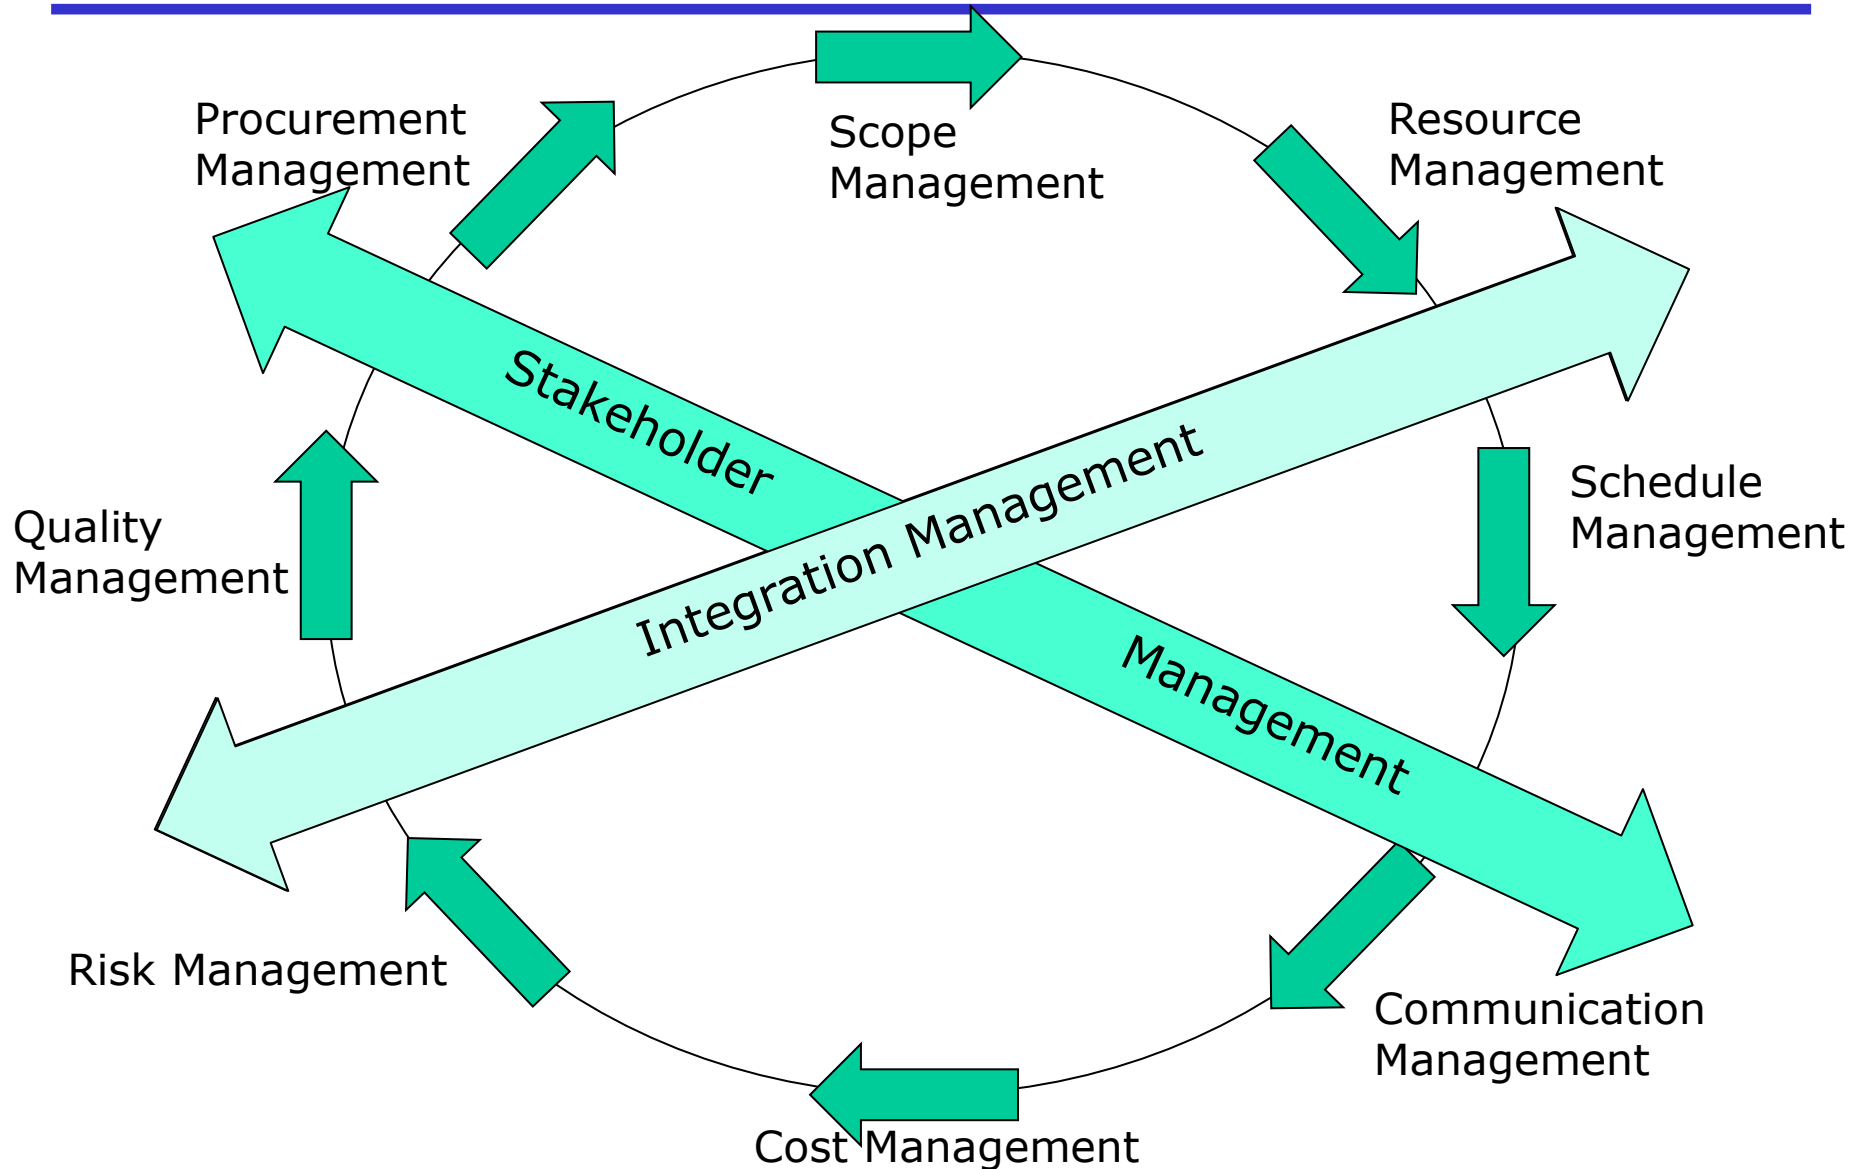 Procurement
Management
Scope
Management
Resource
Management
Stakeholder
Management
Integration Management
Schedule
Management
Quality
Management
Risk Management
Communication
Management
Cost Management